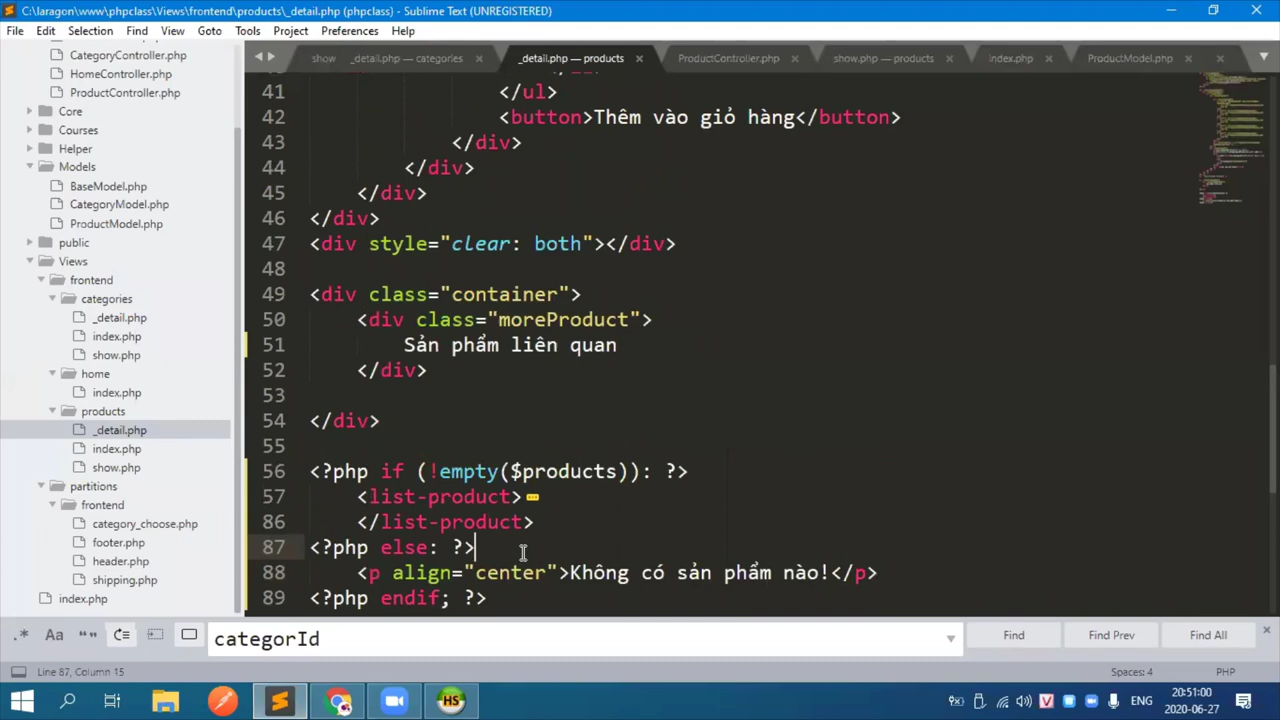 C:\laragon\www\phpclass\Views\frontend\products\_detail.php (phpclass) - Sublime Text (UNREGISTERED)
File Edit Selection Find View Goto Tools Project Preferences Help
CategoryController.php
HomeController.php
ProductController.php
Core
Courses
Helper
Models
BaseModel.php
CategoryModel.php
ProductModel.php
public
Views
frontend
categories
_detail.php
index.php
show.php
home
index.php
products
_detail.php
index.php
show.php
partitions
frontend
category_choose.php
footer.php
header.php
shipping.php
index.php
show _detail.php — categories _detail.php — products ProductController.php show.php — products index.php ProductModel.php
41 </ul>
42 <button>Thêm vào giỏ hàng</button>
43 </div>
44 </div>
45 </div>
46 </div>
47 <div style="clear: both"></div>
48
49 <div class="container">
50 <div class="moreProduct">
51 Sản phẩm liên quan
52 </div>
53
54 </div>
55
56 <?php if (!empty($products)): ?>
57 <list-product>
86 </list-product>
87 <?php else: ?>
88 <p align="center">Không có sản phẩm nào!</p>
89 <?php endif; ?>
.* Aa “” categorId Find Find Prev Find All
Line 87, Column 15 Spaces: 4 PHP
HS V ENG 20:51:00
2020-06-27